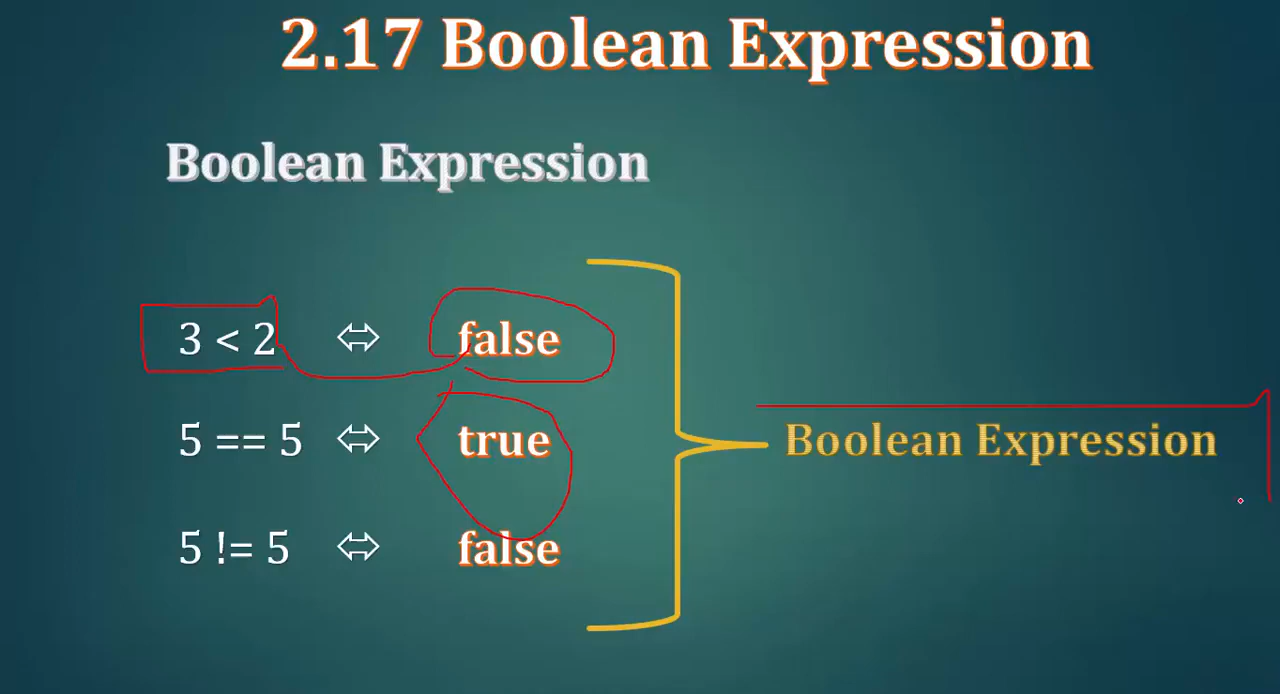 2.17 Boolean Expression
Boolean Expression
3 < 2 ⇔ false
5 == 5 ⇔ true
5 != 5 ⇔ false
Boolean Expression